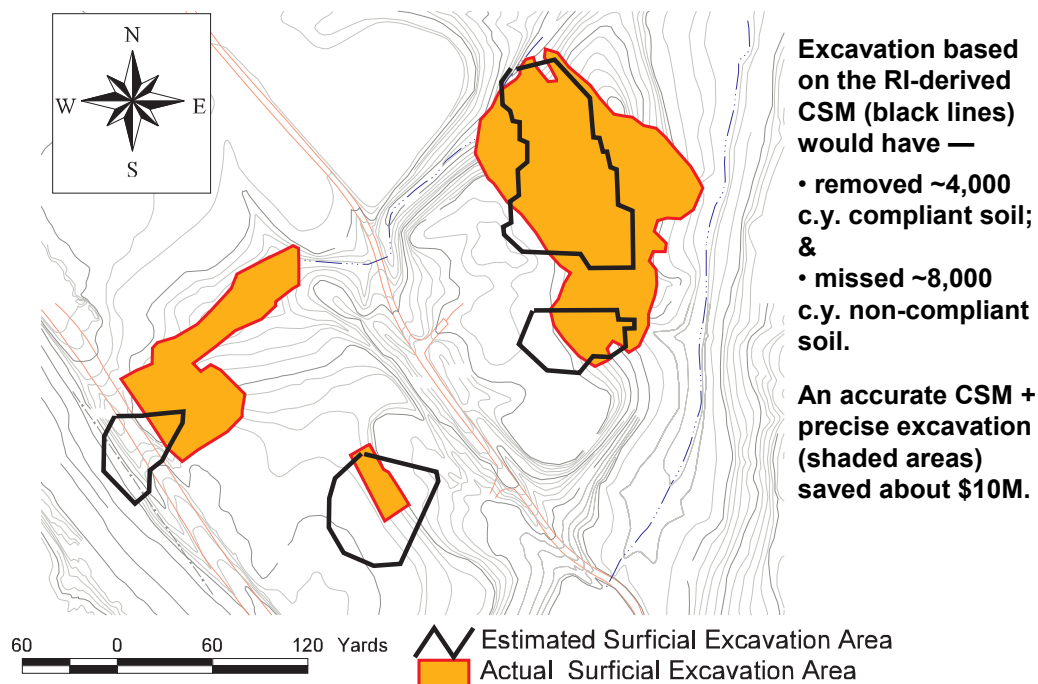 N
W E
S
Excavation based
on the RI-derived
CSM (black lines)
would have —
• removed ~4,000
c.y. compliant soil;
&
• missed ~8,000
c.y. non-compliant
soil.
An accurate CSM +
precise excavation
(shaded areas)
saved about $10M.
60 0 60 120 Yards
Estimated Surficial Excavation Area
Actual Surficial Excavation Area